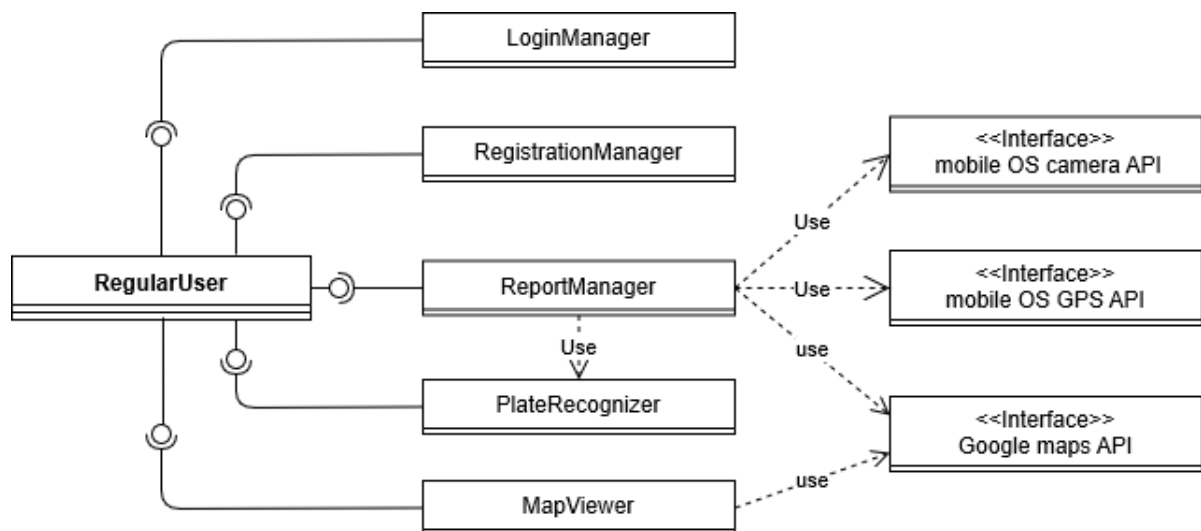 LoginManager
RegistrationManager
<<Interface>>
mobile OS camera API
Use
RegularUser
ReportManager
Use
<<Interface>>
mobile OS GPS API
Use
use
PlateRecognizer
<<Interface>>
Google maps API
use
MapViewer